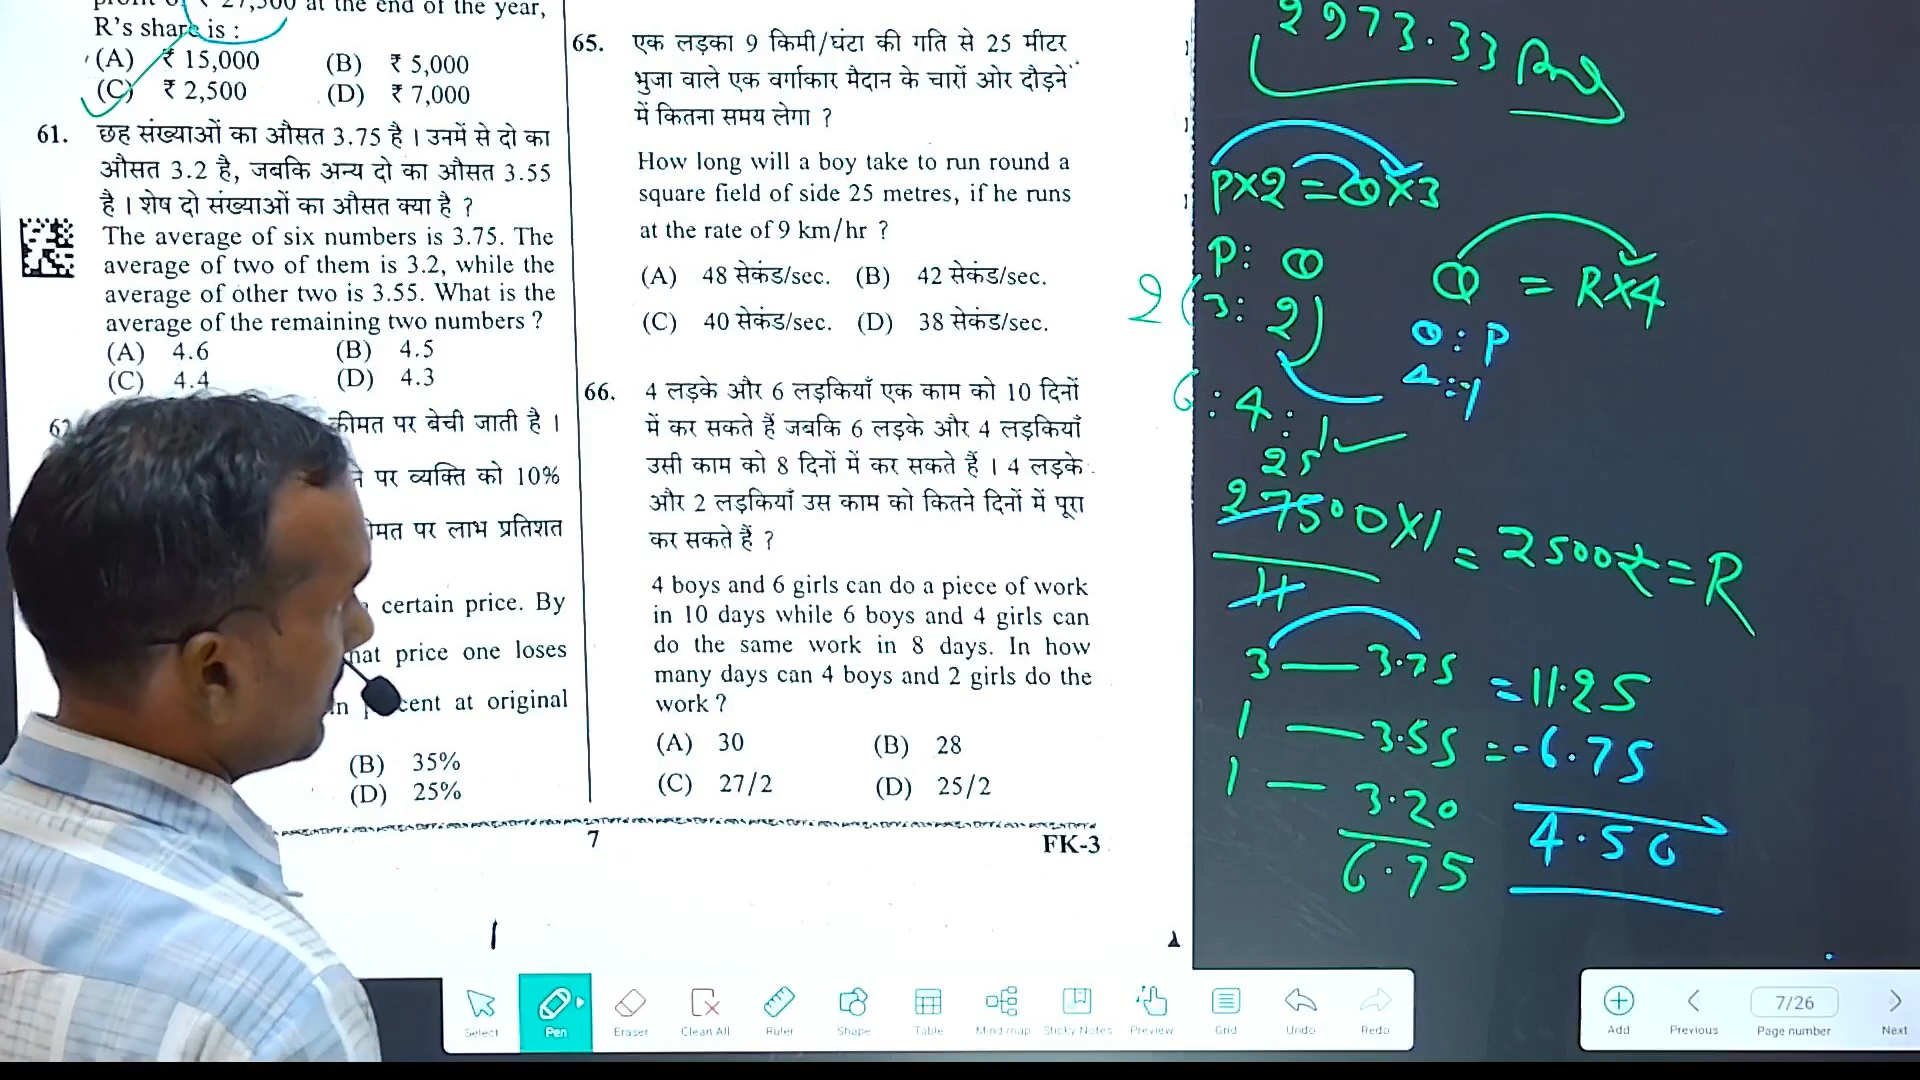 at the end of the year,
R's share is :
(A) ₹ 15,000 (B) ₹ 5,000
(C) ₹ 2,500 (D) ₹ 7,000
61. छह संख्याओं का औसत 3.75 है । उनमें से दो का
औसत 3.2 है, जबकि अन्य दो का औसत 3.55
है । शेष दो संख्याओं का औसत क्या है ?
The average of six numbers is 3.75. The
average of two of them is 3.2, while the
average of other two is 3.55. What is the
average of the remaining two numbers ?
(A) 4.6 (B) 4.5
(C) 4.4 (D) 4.3
कीमत पर बेची जाती है ।
पर व्यक्ति को 10%
पर लाभ प्रतिशत
certain price. By
price one loses
at original
(B) 35%
(D) 25%
65. एक लड़का 9 किमी/घंटा की गति से 25 मीटर
भुजा वाले एक वर्गाकार मैदान के चारों ओर दौड़ने
में कितना समय लेगा ?
How long will a boy take to run round a
square field of side 25 metres, if he runs
at the rate of 9 km/hr ?
(A) 48 सेकंड/sec. (B) 42 सेकंड/sec.
(C) 40 सेकंड/sec. (D) 38 सेकंड/sec.
66. 4 लड़के और 6 लड़कियाँ एक काम को 10 दिनों
में कर सकते हैं जबकि 6 लड़के और 4 लड़कियाँ
उसी काम को 8 दिनों में कर सकते हैं । 4 लड़के
और 2 लड़कियाँ उस काम को कितने दिनों में पूरा
कर सकते हैं ?
4 boys and 6 girls can do a piece of work
in 10 days while 6 boys and 4 girls can
do the same work in 8 days. In how
many days can 4 boys and 2 girls do the
work ?
(A) 30 (B) 28
(C) 27/2 (D) 25/2
7
FK-3
2973.33 Ans
P×2 = Q×3
P : Q
2(3 : 2)
Q = R×4
Q : P
4 : 1
6 : 4 : 1
25
27500×1 = 2500₹ = R
11
3 — 3.75 = 11.25
1 — 3.55 = -6.75
1 — 3.20
6.75
4.50
Select
Pen
Eraser
Clean All
Ruler
Shape
Table
Mind map
Sticky Notes
Preview
Grid
Undo
Redo
Add
Previous
7/26
Page number
Next